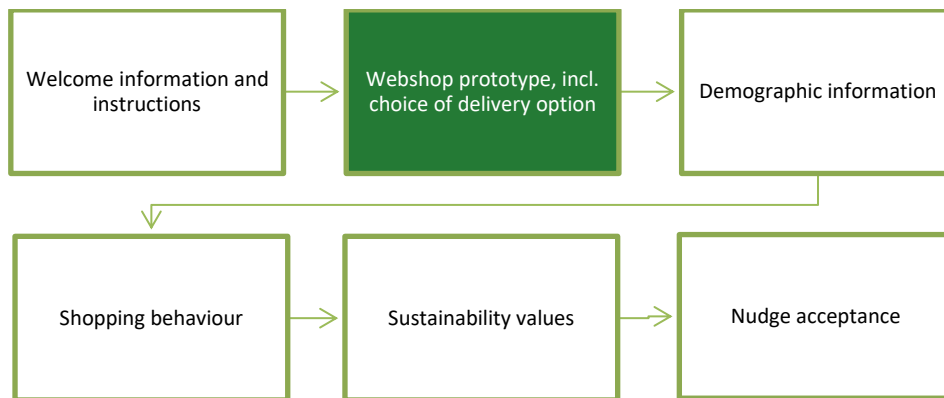 Welcome information and
instructions
Webshop prototype, incl.
choice of delivery option
Demographic information
Shopping behaviour
Sustainability values
Nudge acceptance